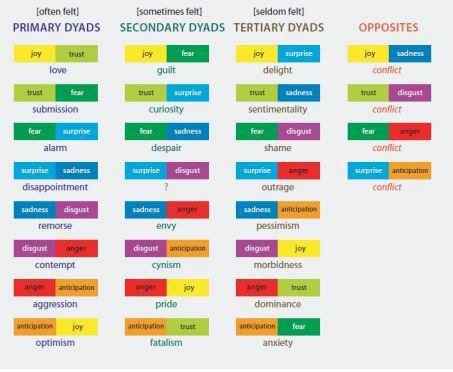 [often felt] [sometimes felt] [seldom felt]
PRIMARY DYADS SECONDARY DYADS TERTIARY DYADS OPPOSITES
joy trust joy fear joy surprise joy sadness
love guilt delight conflict
trust fear trust surprise trust sadness trust disgust
submission curiosity sentimentality conflict
fear surprise fear sadness fear disgust fear anger
alarm despair shame conflict
surprise sadness surprise disgust surprise anger surprise anticipation
disappointment ? outrage conflict
sadness disgust sadness anger sadness anticipation
remorse envy pessimism
disgust anger disgust anticipation disgust joy
contempt cynism morbidness
anger anticipation anger joy anger trust
aggression pride dominance
anticipation joy anticipation trust anticipation fear
optimism fatalism anxiety